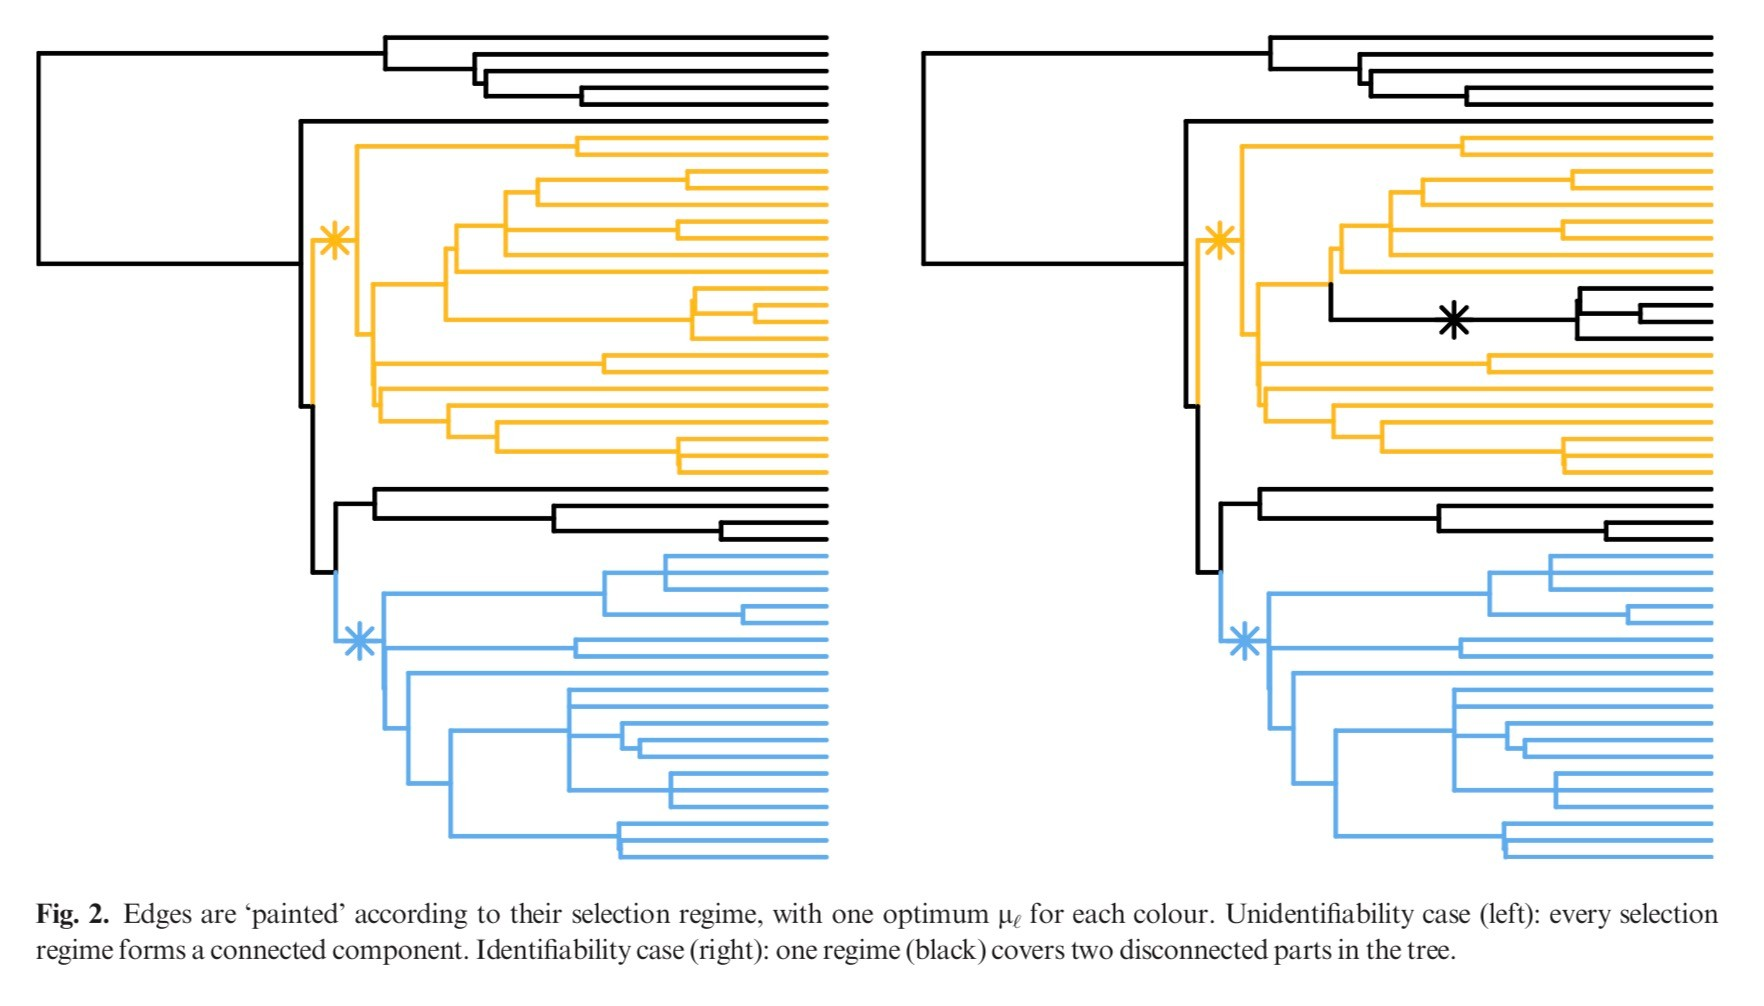 Fig. 2. Edges are ‘painted’ according to their selection regime, with one optimum μℓ for each colour. Unidentifiability case (left): every selection
regime forms a connected component. Identifiability case (right): one regime (black) covers two disconnected parts in the tree.